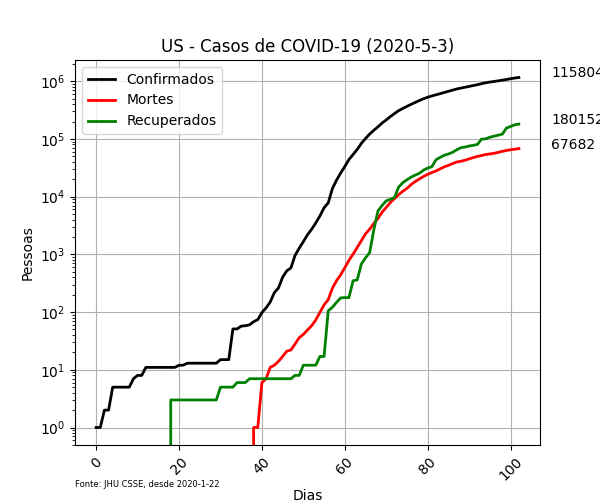 US - Casos de COVID-19 (2020-5-3)
Confirmados
Mortes
Recuperados
115804
180152
67682
Pessoas
10⁶
10⁵
10⁴
10³
10²
10¹
10⁰
0
20
40
60
80
100
Dias
Fonte: JHU CSSE, desde 2020-1-22